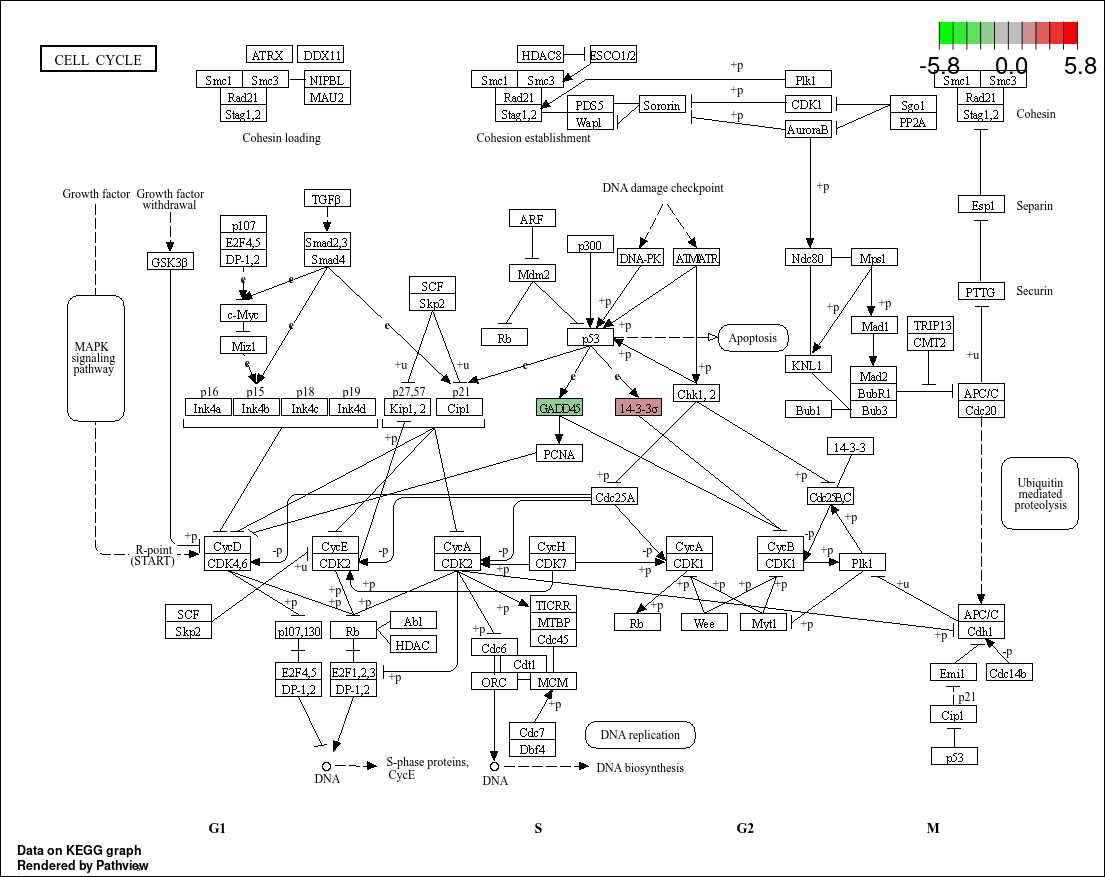 CELL CYCLE
ATRX DDX11
Smc1 Smc3 NIPBL
Rad21 MAU2
Stag1,2
Cohesin loading
HDAC8 ESCO1/2
Smc1 Smc3
Rad21
Stag1,2
PDS5
Wapl
Sororin
Cohesion establishment
+p
Plk1
+p
CDK1
+p
AuroraB
Sgo1
PP2A
-5.8 0.0 5.8
Smc1 Smc3
Rad21
Stag1,2
Cohesin
+p
Esp1 Separin
PTTG Securin
Growth factor
Growth factor
withdrawal
GSK3β
p107
E2F4,5
DP-1,2
TGFβ
Smad2,3
Smad4
e
c-Myc
Miz1
e
e
e
SCF
Skp2
+u
+u
ARF
Mdm2
Rb
p300
p53
DNA damage checkpoint
DNA-PK
ATM/ATR
+p
+p
+p
+p
Apoptosis
e
e
e
Ndc80 Mps1
+p +p
Mad1
KNL1
Mad2
BubR1
Bub3
Bub1
TRIP13
CMT2
+u
APC/C
Cdc20
MAPK
signaling
pathway
p16 p15 p18 p19
Ink4a Ink4b Ink4c Ink4d
p27,57 p21
Kip1, 2 Cip1
+p
GADD45
14-3-3σ
Chk1, 2
PCNA
14-3-3
+p
+p
Cdc25A
Cdc25B,C
Ubiquitin
mediated
proteolysis
R-point
(START)
+p
CycD
CDK4,6
-p
CycE
CDK2
-p
+u
CycA
CDK2
-p
+p
CycH
CDK7
-p
+p
CycA
CDK1
CycB
CDK1
-p
+p
+p
Plk1
+u
SCF
Skp2
+p
+p
+p
+p
p107,130
Rb
Abl
HDAC
E2F4,5
DP-1,2
E2F1,2,3
DP-1,2
+p
+p
+p
TICRR
MTBP
Cdc45
Cdc6
Cdt1
ORC
MCM
+p
Cdc7
Dbf4
+p
Rb
+p
Wee
+p
+p
Myt1
+p
+p
APC/C
Cdh1
-p
Emi1
Cdc14b
p21
Cip1
p53
DNA replication
DNA
S-phase proteins,
CycE
DNA
DNA biosynthesis
G1 S G2 M
Data on KEGG graph
Rendered by Pathview